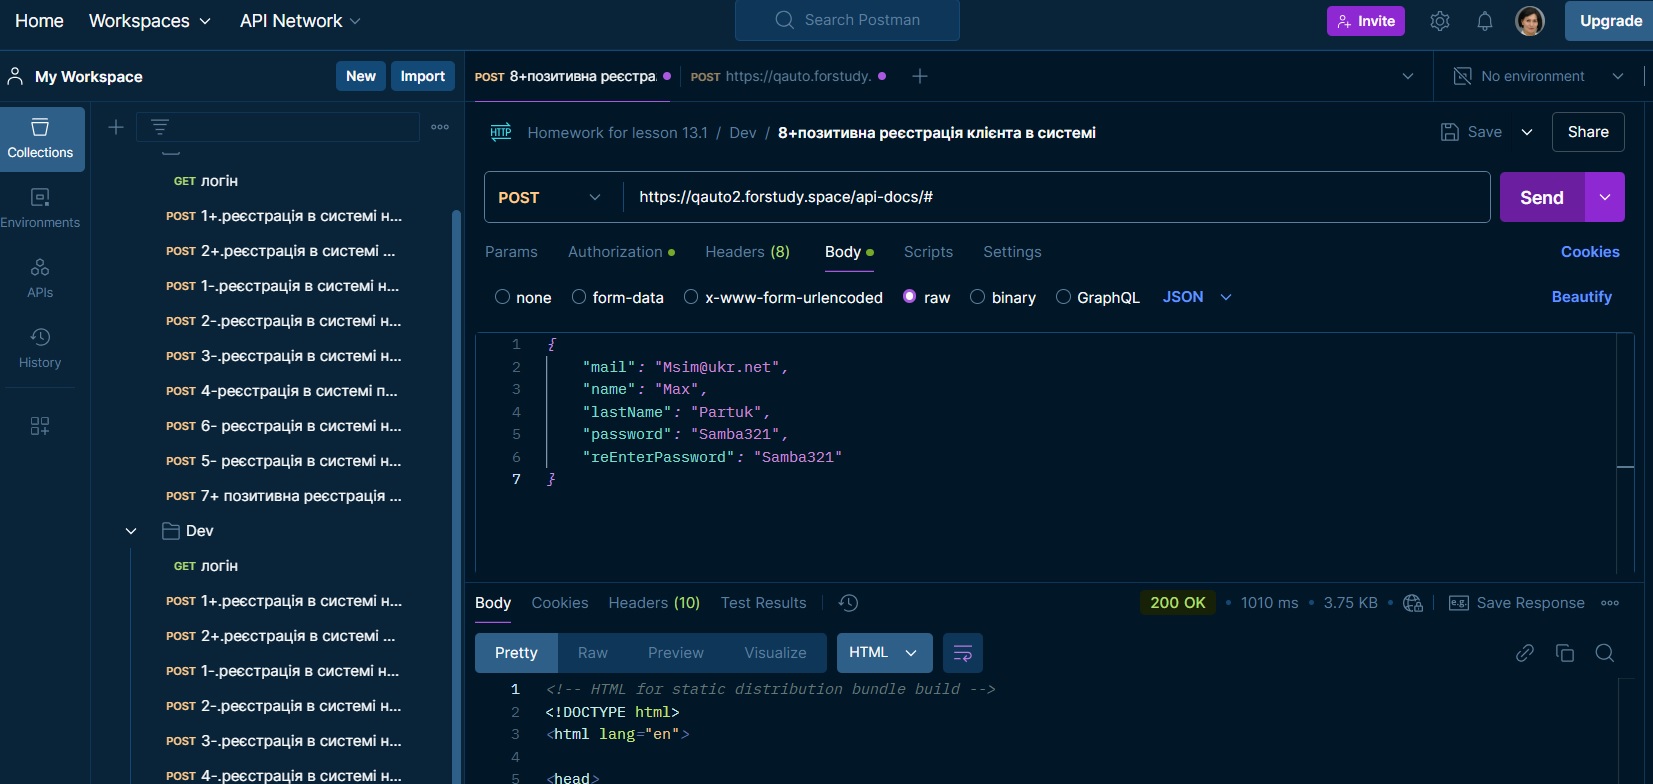 Home Workspaces API Network Search Postman Invite Upgrade
My Workspace New Import
POST 8+позитивна реєстра. POST https://qauto.forstudy. No environment
Collections
Environments
APIs
History
GET логін
POST 1+.реєстрація в системі н...
POST 2+.реєстрація в системі ...
POST 1-.реєстрація в системі н...
POST 2-.реєстрація в системі н...
POST 3-.реєстрація в системі н...
POST 4-реєстрація в системі п...
POST 6- реєстрація в системі н...
POST 5- реєстрація в системі н...
POST 7+ позитивна реєстрація ...
Dev
GET логін
POST 1+.реєстрація в системі н...
POST 2+.реєстрація в системі ...
POST 1-.реєстрація в системі н...
POST 2-.реєстрація в системі н...
POST 3-.реєстрація в системі н...
POST 4-.реєстрація в системі н...
HTTP Homework for lesson 13.1 / Dev / 8+позитивна реєстрація клієнта в системі Save Share
POST https://qauto2.forstudy.space/api-docs/# Send
Params Authorization Headers (8) Body Scripts Settings Cookies
none form-data x-www-form-urlencoded raw binary GraphQL JSON Beautify
1 {
2 "mail": "Msim@ukr.net",
3 "name": "Max",
4 "lastName": "Partuk",
5 "password": "Samba321",
6 "reEnterPassword": "Samba321"
7 }
Body Cookies Headers (10) Test Results 200 OK • 1010 ms • 3.75 KB • e.g. Save Response
Pretty Raw Preview Visualize HTML
1 <!-- HTML for static distribution bundle build -->
2 <!DOCTYPE html>
3 <html lang="en">
4
5 <head>